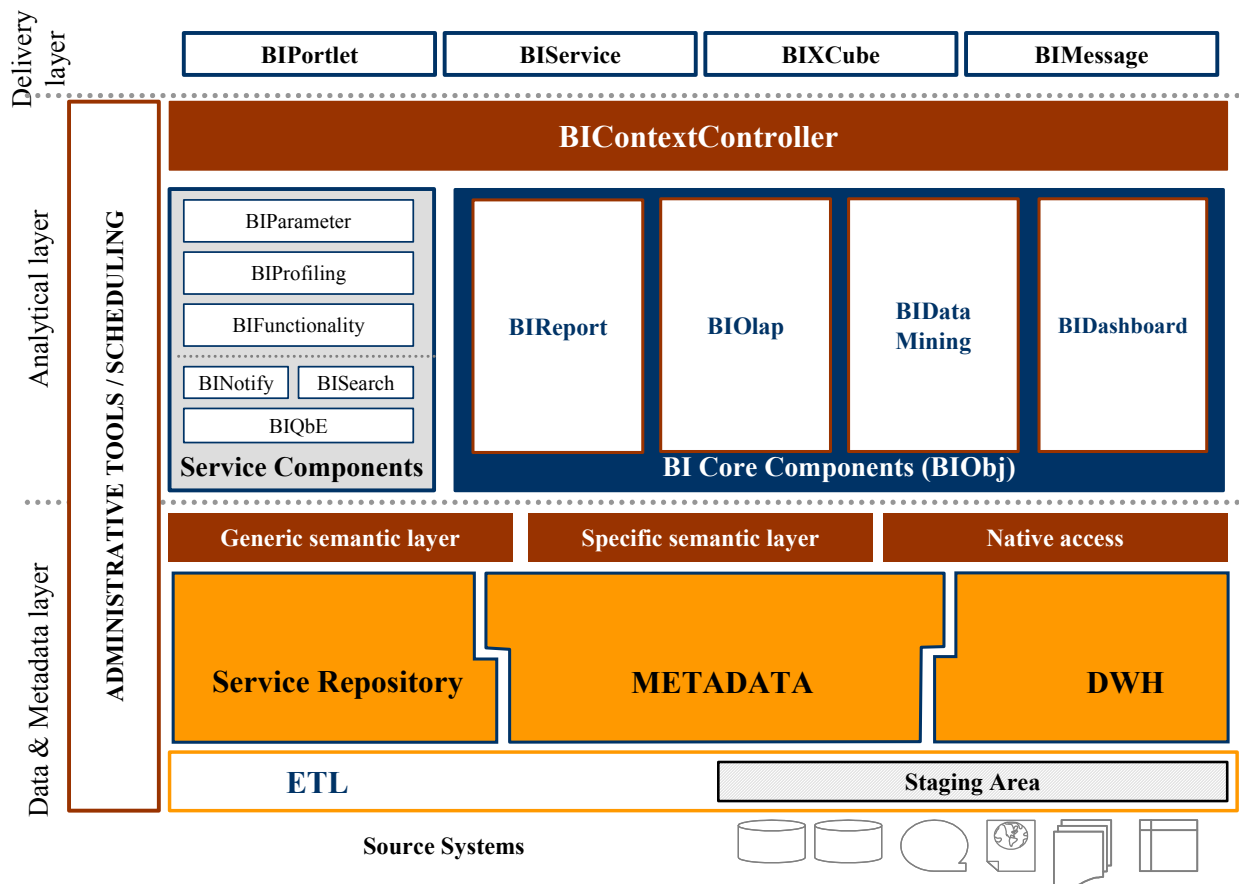 Delivery
layer
BIPortlet
BIService
BIXCube
BIMessage
Analytical layer
ADMINISTRATIVE TOOLS / SCHEDULING
BIContextController
BIParameter
BIProfiling
BIFunctionality
BINotify
BISearch
BIQbE
Service Components
BIReport
BIOlap
BIData
Mining
BIDashboard
BI Core Components (BIObj)
Data & Metadata layer
Generic semantic layer
Specific semantic layer
Native access
Service Repository
METADATA
DWH
ETL
Staging Area
Source Systems